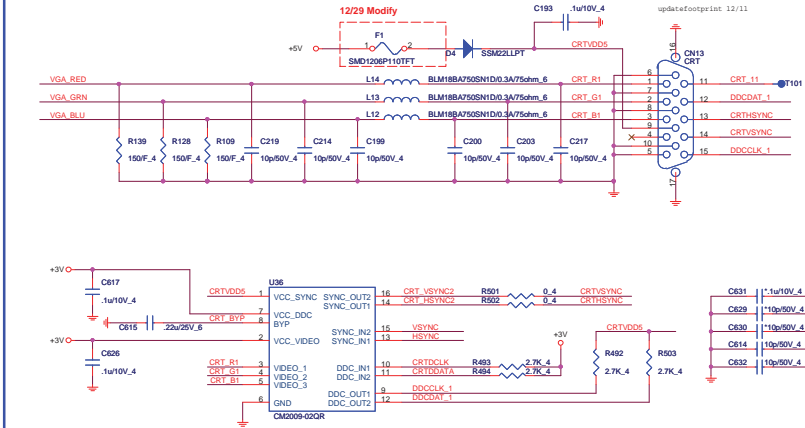 12/29 Modify
C193 .1u/10V_4
updatefootprint 12/11
F1
+5V 1 2 D4 SSM22LLPT CRTVDD5
SMD1206P110TFT
16
CN13
CRT
VGA_RED L14 BLM18BA750SN1D/0.3A/75ohm_6 CRT_R1
VGA_GRN L13 BLM18BA750SN1D/0.3A/75ohm_6 CRT_G1
VGA_BLU L12 BLM18BA750SN1D/0.3A/75ohm_6 CRT_B1
6
1 11 CRT_11 T101
7
2 12 DDCDAT_1
8
3 13 CRTHSYNC
9
4 14 CRTVSYNC
10
5 15 DDCCLK_1
17
R139 R128 R109 C219 C214 C199 C200 C203 C217
150/F_4 150/F_4 150/F_4 10p/50V_4 10p/50V_4 10p/50V_4 10p/50V_4 10p/50V_4 10p/50V_4
+3V
C617
.1u/10V_4
C615 .22u/25V_6
CRT_BYP
+3V
C626
.1u/10V_4
U36
CRTVDD5 1 VCC_SYNC SYNC_OUT2 16 CRT_VSYNC2 R501 0_4 CRTVSYNC
SYNC_OUT1 14 CRT_HSYNC2 R502 0_4 CRTHSYNC
7 VCC_DDC
8 BYP
SYNC_IN2 15 VSYNC
2 VCC_VIDEO SYNC_IN1 13 HSYNC
+3V
CRTVDD5
CRT_R1 3 VIDEO_1 DDC_IN1 10 CRTDCLK R493 2.7K_4
CRT_G1 4 VIDEO_2 DDC_IN2 11 CRTDDATA R494 2.7K_4
CRT_B1 5 VIDEO_3
R492 R503
2.7K_4 2.7K_4
DDC_OUT1 9 DDCCLK_1
6 GND DDC_OUT2 12 DDCDAT_1
CM2009-02QR
C631 *.1u/10V_4
C629 *10p/50V_4
C630 *10p/50V_4
C614 10p/50V_4
C632 10p/50V_4